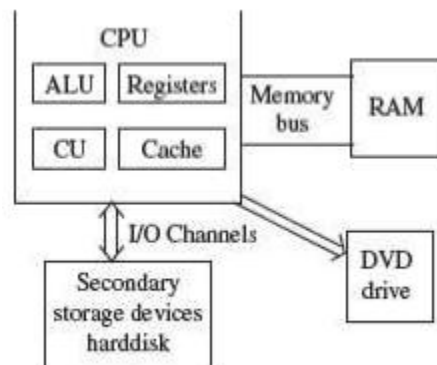 CPU
ALU
Registers
CU
Cache
Memory
bus
RAM
I/O Channels
Secondary
storage devices
harddisk
DVD
drive